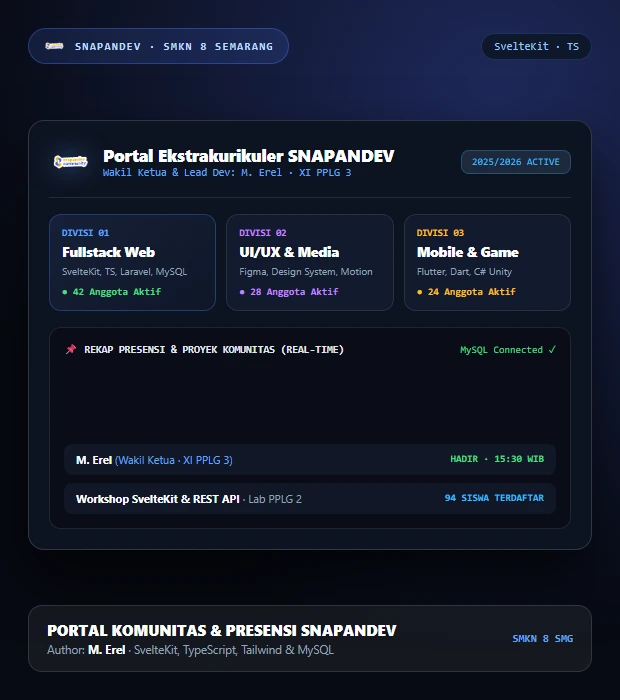 SNAPANDEV · SMKN 8 SEMARANG
SvelteKit · TS
Portal Ekstrakurikuler SNAPANDEV
Wakil Ketua & Lead Dev: M. Erel · XI PPLG 3
2025/2026 ACTIVE
DIVISI 01
Fullstack Web
SvelteKit, TS, Laravel, MySQL
● 42 Anggota Aktif
DIVISI 02
UI/UX & Media
Figma, Design System, Motion
● 28 Anggota Aktif
DIVISI 03
Mobile & Game
Flutter, Dart, C# Unity
● 24 Anggota Aktif
📌 REKAP PRESENSI & PROYEK KOMUNITAS (REAL-TIME)
MySQL Connected ✓
M. Erel (Wakil Ketua · XI PPLG 3)
HADIR · 15:30 WIB
Workshop SvelteKit & REST API · Lab PPLG 2
94 SISWA TERDAFTAR
PORTAL KOMUNITAS & PRESENSI SNAPANDEV
Author: M. Erel · SvelteKit, TypeScript, Tailwind & MySQL
SMKN 8 SMG